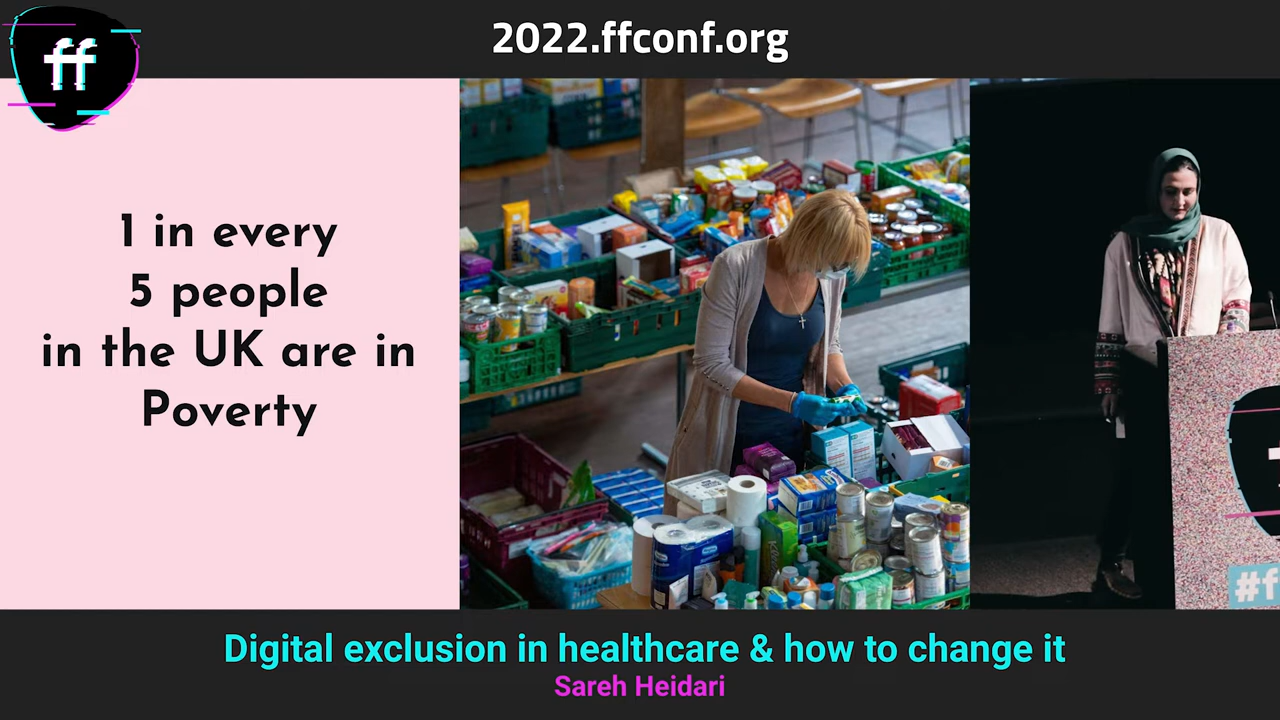 ff
2022.ffconf.org
1 in every
5 people
in the UK are in
Poverty
#f
Digital exclusion in healthcare & how to change it
Sareh Heidari